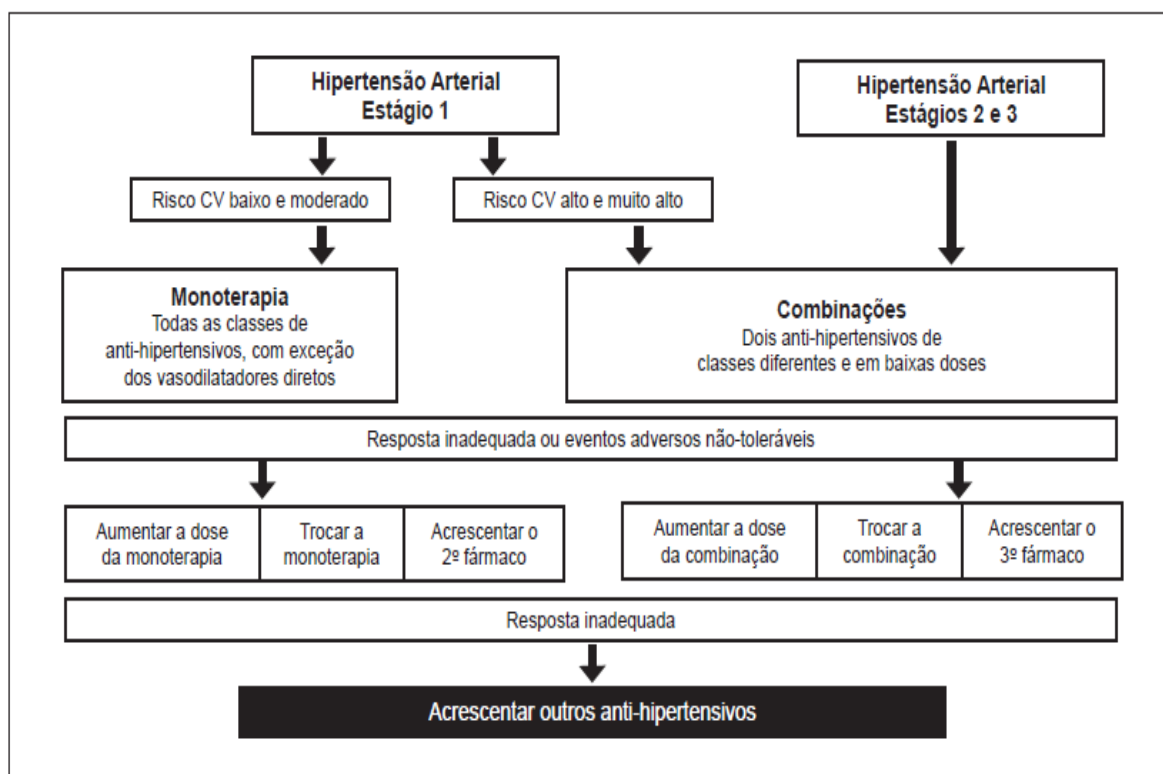 Hipertensão Arterial
Estágio 1
Hipertensão Arterial
Estágios 2 e 3
Risco CV baixo e moderado
Risco CV alto e muito alto
Monoterapia
Todas as classes de
anti-hipertensivos, com exceção
dos vasodilatadores diretos
Combinações
Dois anti-hipertensivos de
classes diferentes e em baixas doses
Resposta inadequada ou eventos adversos não-toleráveis
Aumentar a dose
da monoterapia
Trocar a
monoterapia
Acrescentar o
2º fármaco
Aumentar a dose
da combinação
Trocar a
combinação
Acrescentar o
3º fármaco
Resposta inadequada
Acrescentar outros anti-hipertensivos